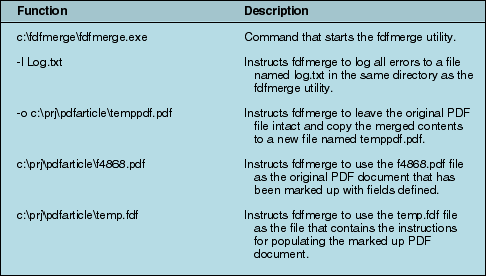 Function Description
c:\fdfmerge\fdfmerge.exe Command that starts the fdfmerge utility.
-l Log.txt Instructs fdfmerge to log all errors to a file
named log.txt in the same directory as the
fdfmerge utility.
-o c:\prj\pdfarticle\temppdf.pdf Instructs fdfmerge to leave the original PDF
file intact and copy the merged contents
to a new file named temppdf.pdf.
c:\prj\pdfarticle\f4868.pdf Instructs fdfmerge to use the f4868.pdf file
as the original PDF document that has
been marked up with fields defined.
c:\prj\pdfarticle\temp.fdf Instructs fdfmerge to use the temp.fdf file
as the file that contains the instructions
for populating the marked up PDF
document.